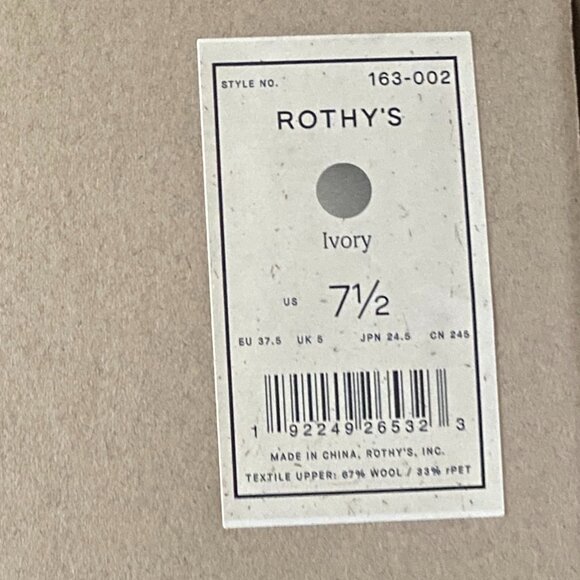 STYLE NO. 163-002
ROTHY'S
Ivory
US 7½
EU 37.5 UK 5 JPN 24.5 CN 245
1 92249 26532 3
MADE IN CHINA, ROTHY'S, INC.
TEXTILE UPPER: 67% WOOL / 33% rPET